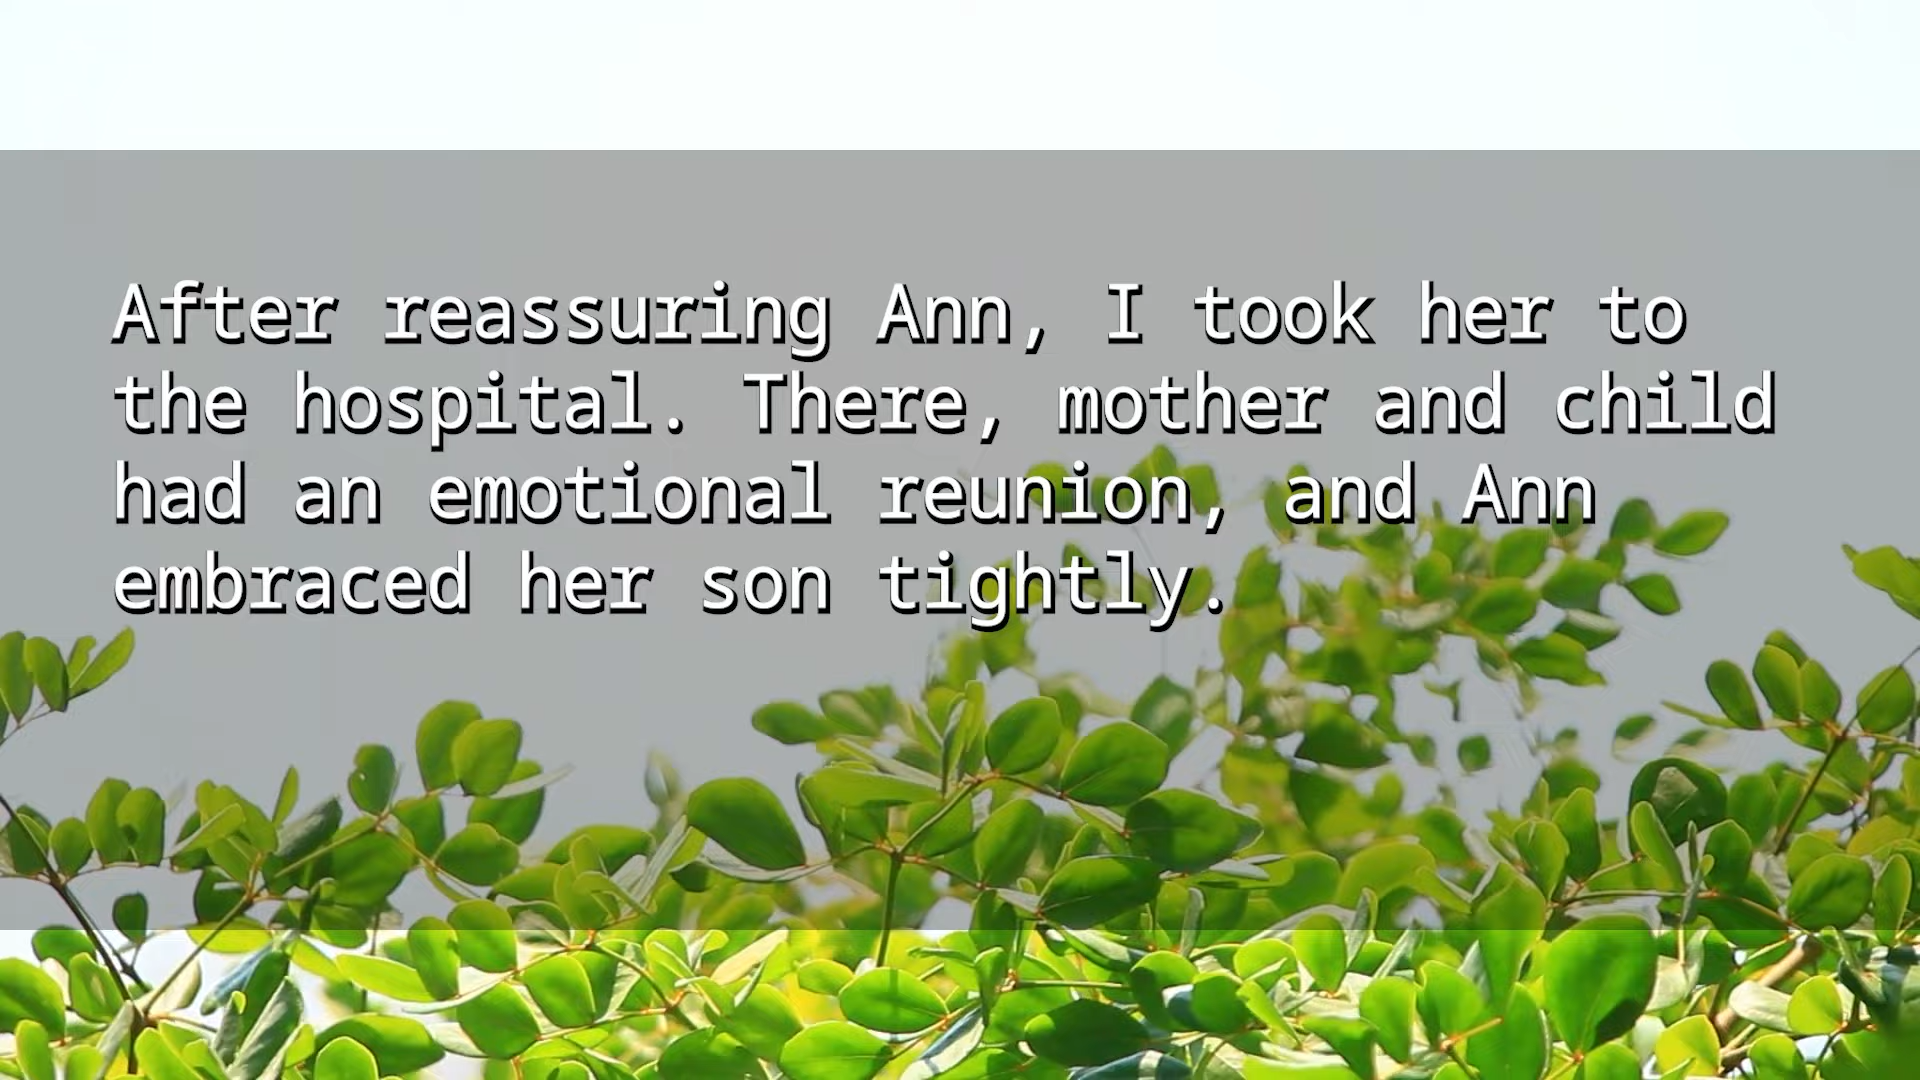 After reassuring Ann, I took her to
the hospital. There, mother and child
had an emotional reunion, and Ann
embraced her son tightly.